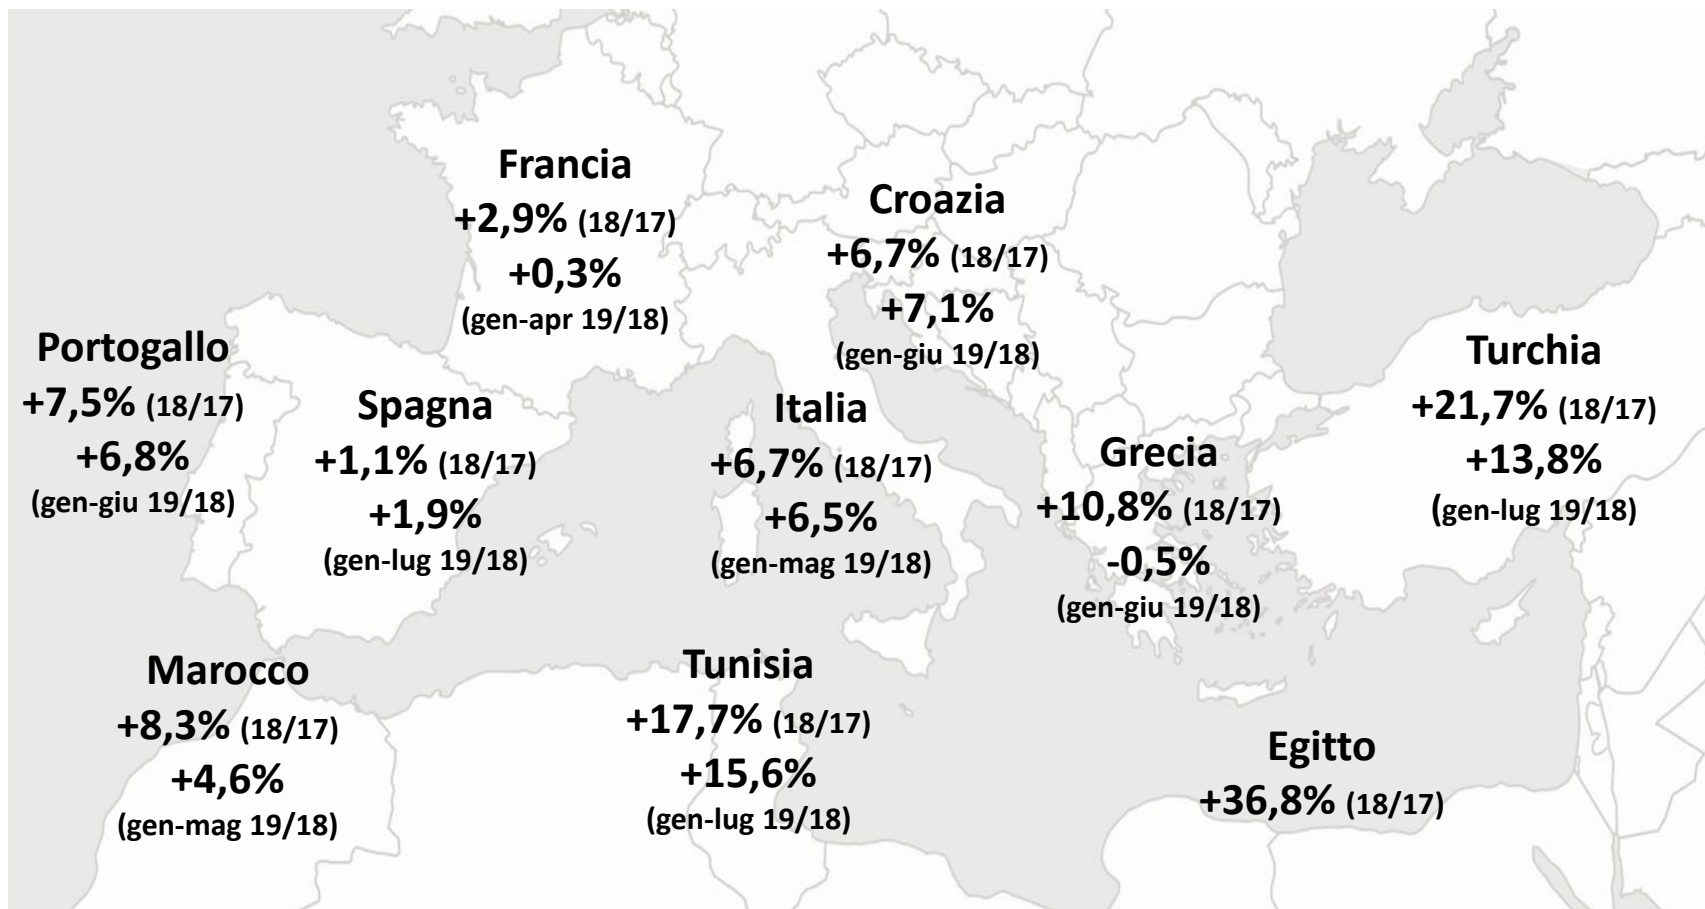 Francia
+2,9% (18/17)
+0,3%
(gen-apr 19/18)
Croazia
+6,7% (18/17)
+7,1%
(gen-giu 19/18)
Portogallo
+7,5% (18/17)
+6,8%
(gen-giu 19/18)
Spagna
+1,1% (18/17)
+1,9%
(gen-lug 19/18)
Italia
+6,7% (18/17)
+6,5%
(gen-mag 19/18)
Grecia
+10,8% (18/17)
-0,5%
(gen-giu 19/18)
Turchia
+21,7% (18/17)
+13,8%
(gen-lug 19/18)
Marocco
+8,3% (18/17)
+4,6%
(gen-mag 19/18)
Tunisia
+17,7% (18/17)
+15,6%
(gen-lug 19/18)
Egitto
+36,8% (18/17)